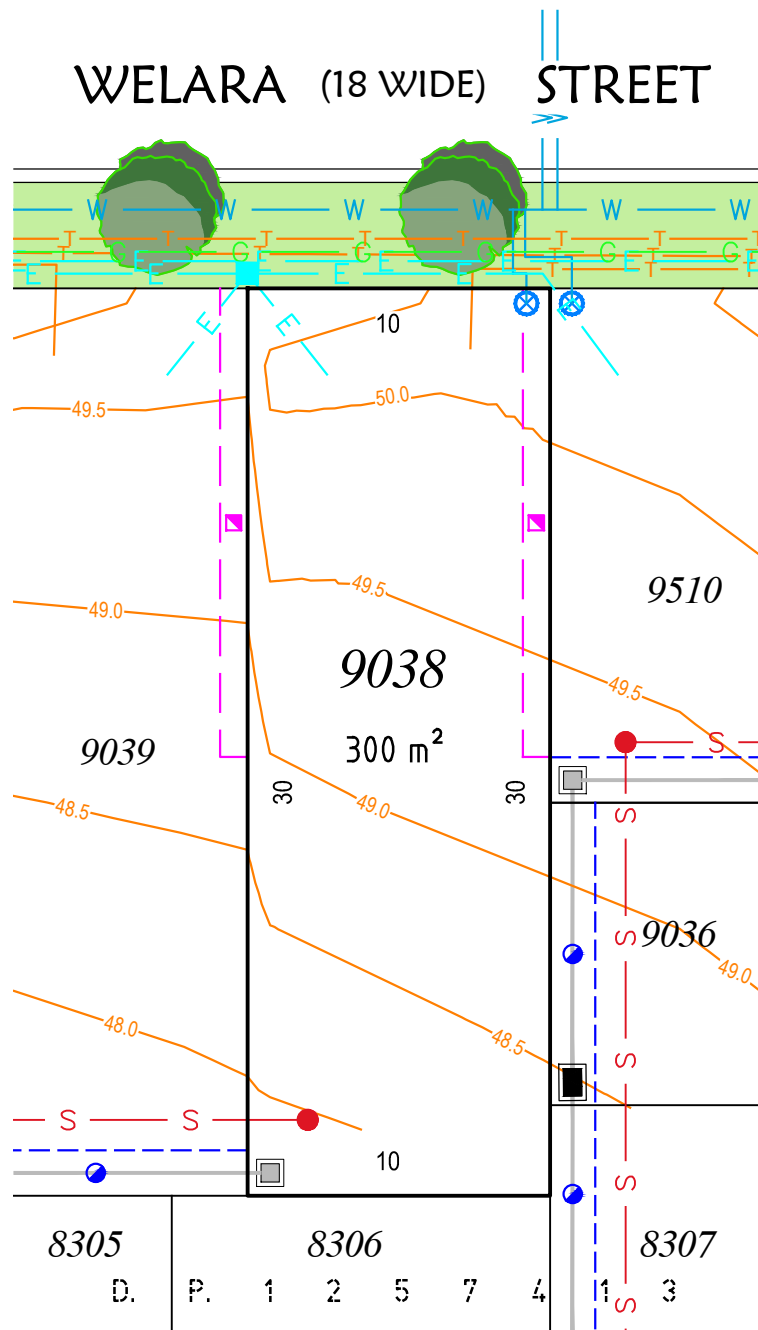 WELARA (18 WIDE) STREET
W W W W W W
T T T T T T T
G G G G G
E E E E E
E E E E E T T
10
E E E
49.5 50.0
49.5
49.0
9510
9038
49.5
9039 300 m²
S
30 30
48.5 49.0
S
S
9036
49.0
48.0
48.5
S
S S
10
S
8305 8306 8307
D. P. 1 2 5 7 4 1 3
S